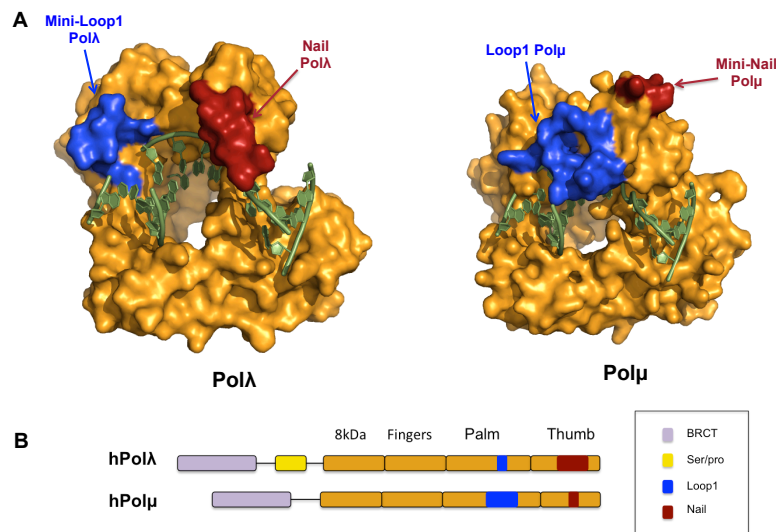 A
Mini-Loop1
Polλ
Nail
Polλ
Loop1 Polμ
Mini-Nail
Polμ
Polλ
Polμ
B
8kDa Fingers Palm Thumb
hPolλ
hPolμ
BRCT
Ser/pro
Loop1
Nail